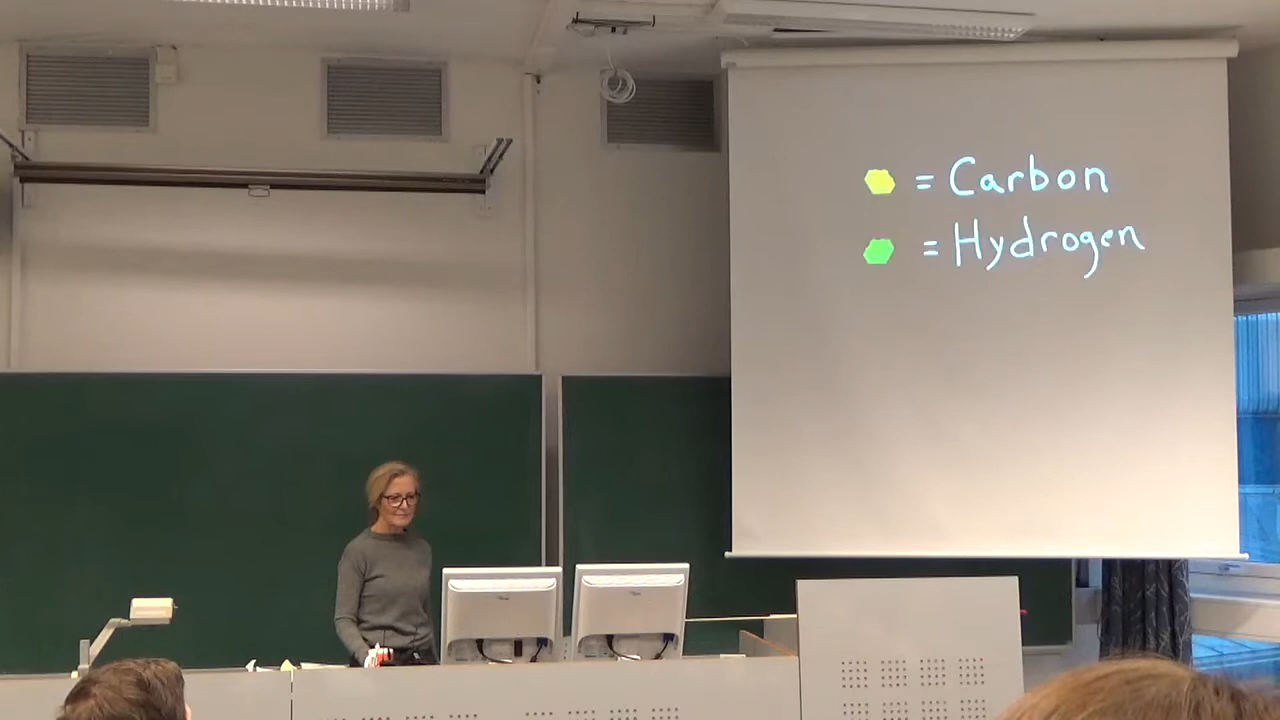 = Carbon
= Hydrogen